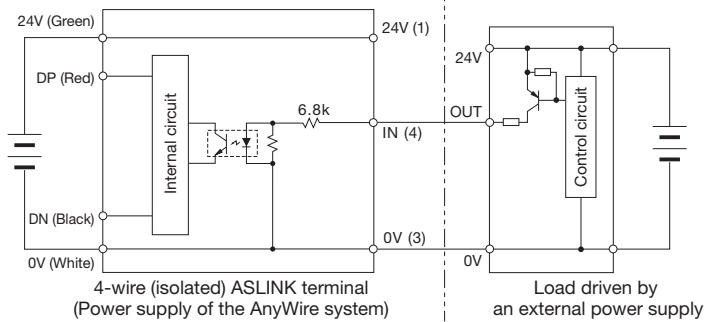 24V (Green)
24V (1)
24V
DP (Red)
Internal circuit
6.8k
IN (4)
OUT
Control circuit
DN (Black)
0V (White)
0V (3)
0V
4-wire (isolated) ASLINK terminal
(Power supply of the AnyWire system)
Load driven by
an external power supply